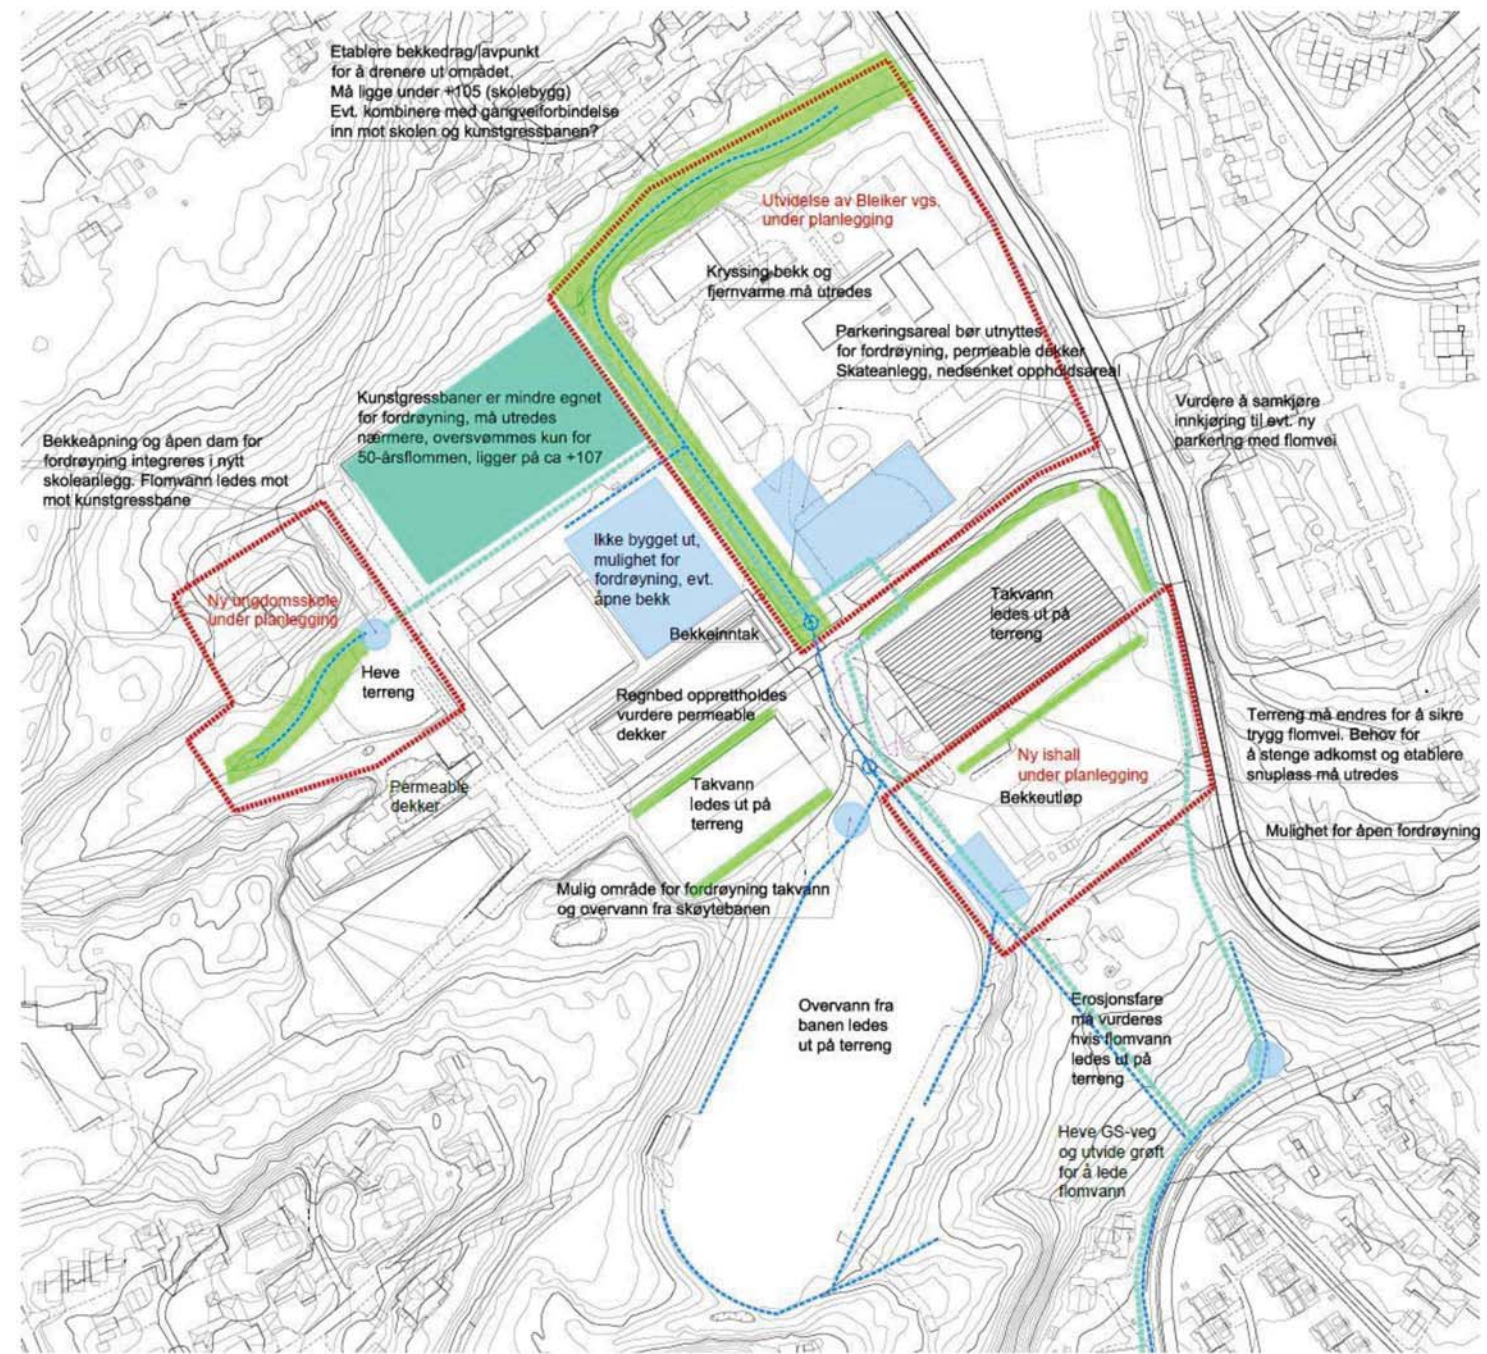 Etablere bekkedrag/lavpunkt
for å drenere ut området.
Må ligge under +105 (skolebygg)
Evt. kombinere med gangveiforbindelse
inn mot skolen og kunstgressbanen?
Utvidelse av Bleiker vgs,
under planlegging
Kryssing bekk og
fjernvarme må utredes
Parkeringsareal bør utnyttes
for fordrøyning, permeable dekker
Skateanlegg, nedsenket oppholdsareal
Kunstgressbaner er mindre egnet
for fordrøyning, må utredes
nærmere, oversvømmes kun for
50-årsflommen, ligger på ca +107
Vurdere å samkjøre
innkjøring til evt. ny
parkering med flomvei
Bekkeåpning og åpen dam for
fordrøyning integreres i nytt
skoleanlegg. Flomvann ledes mot
mot kunstgressbane
Ikke bygget ut,
mulighet for
fordrøyning, evt.
åpne bekk
Ny ungdomsskole
under planlegging
Takvann
ledes ut på
terreng
Bekkeinntak
Heve
terreng
Regnbed opprettholdes
vurdere permeable
dekker
Terreng må endres for å sikre
trygg flomvei. Behov for
å stenge adkomst og etablere
snuplass må utredes
Ny ishall
under planlegging
Bekkeutløp
Permeable
dekker
Takvann
ledes ut på
terreng
Mulighet for åpen fordrøyning
Mulig område for fordrøyning takvann
og overvann fra skøytebanen
Overvann fra
banen ledes
ut på terreng
Erosjonsfare
må vurderes
hvis flomvann
ledes ut på
terreng
Heve GS-veg
og utvide grøft
for å lede
flomvann